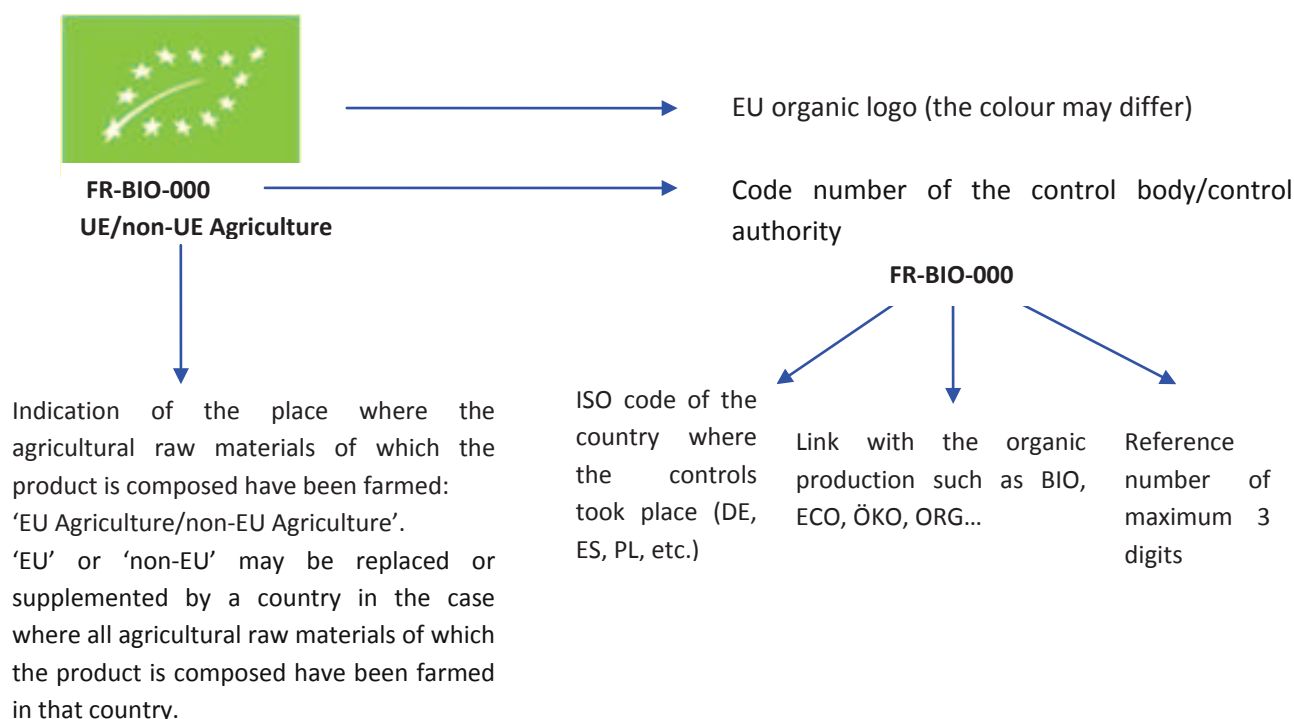 EU organic logo (the colour may differ)
FR-BIO-000
UE/non-UE Agriculture
Code number of the control body/control
authority
FR-BIO-000
Indication of the place where the
agricultural raw materials of which the
product is composed have been farmed:
‘EU Agriculture/non-EU Agriculture’.
‘EU’ or ‘non-EU’ may be replaced or
supplemented by a country in the case
where all agricultural raw materials of which
the product is composed have been farmed
in that country.
ISO code of the
country where
the controls
took place (DE,
ES, PL, etc.)
Link with the organic
production such as BIO,
ECO, ÖKO, ORG…
Reference
number of
maximum 3
digits